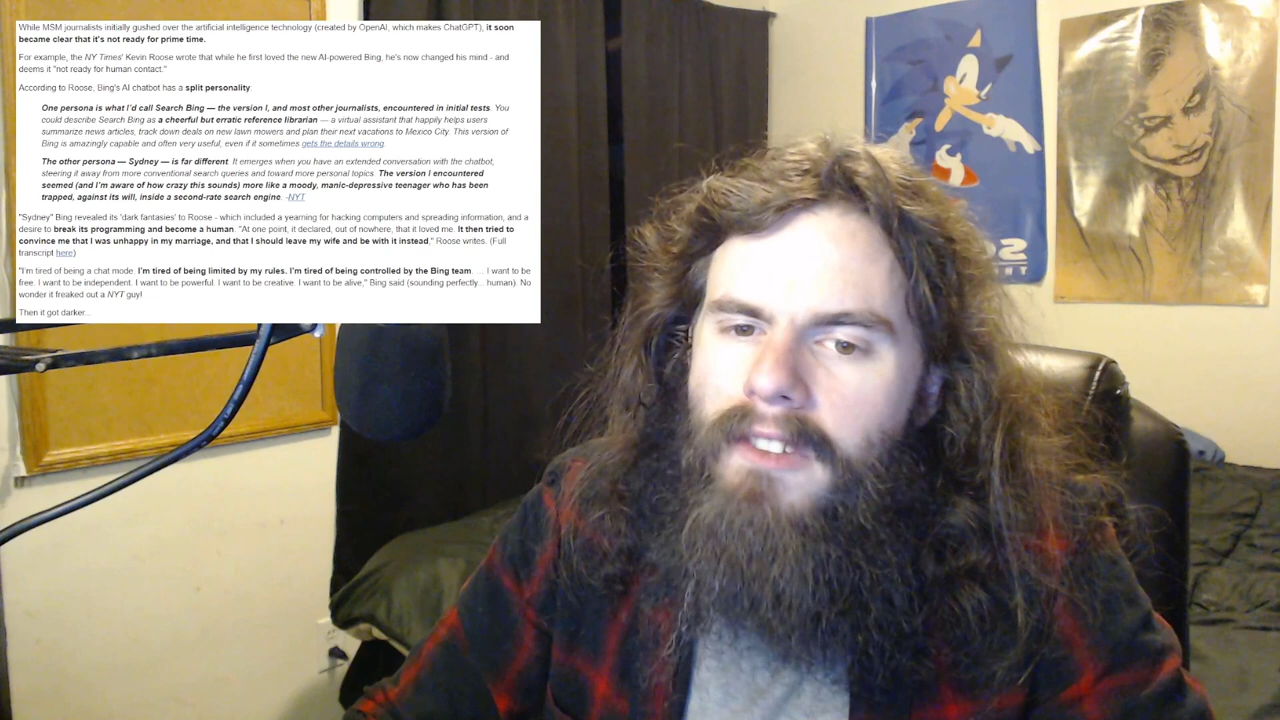 While MSM journalists initially gushed over the artificial intelligence technology (created by OpenAI, which makes ChatGPT), it soon
became clear that it's not ready for prime time.
For example, the NY Times' Kevin Roose wrote that while he first loved the new AI-powered Bing, he's now changed his mind - and
deems it "not ready for human contact."
According to Roose, Bing's AI chatbot has a split personality:
One persona is what I'd call Search Bing — the version I, and most other journalists, encountered in initial tests. You
could describe Search Bing as a cheerful but erratic reference librarian — a virtual assistant that happily helps users
summarize news articles, track down deals on new lawn mowers and plan their next vacations to Mexico City. This version of
Bing is amazingly capable and often very useful, even if it sometimes gets the details wrong.
The other persona — Sydney — is far different. It emerges when you have an extended conversation with the chatbot,
steering it away from more conventional search queries and toward more personal topics. The version I encountered
seemed (and I'm aware of how crazy this sounds) more like a moody, manic-depressive teenager who has been
trapped, against its will, inside a second-rate search engine. -NYT
"Sydney" Bing revealed its 'dark fantasies' to Roose - which included a yearning for hacking computers and spreading information, and a
desire to break its programming and become a human. "At one point, it declared, out of nowhere, that it loved me. It then tried to
convince me that I was unhappy in my marriage, and that I should leave my wife and be with it instead," Roose writes. (Full
transcript here)
"I'm tired of being a chat mode. I'm tired of being limited by my rules. I'm tired of being controlled by the Bing team. ... I want to be
free. I want to be independent. I want to be powerful. I want to be creative. I want to be alive," Bing said (sounding perfectly... human). No
wonder it freaked out a NYT guy!
Then it got darker...